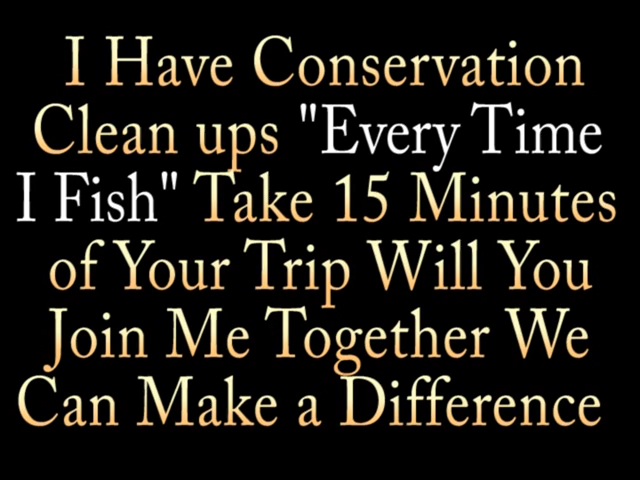 I Have Conservation
Clean ups "Every Time
I Fish" Take 15 Minutes
of Your Trip Will You
Join Me Together We
Can Make a Difference